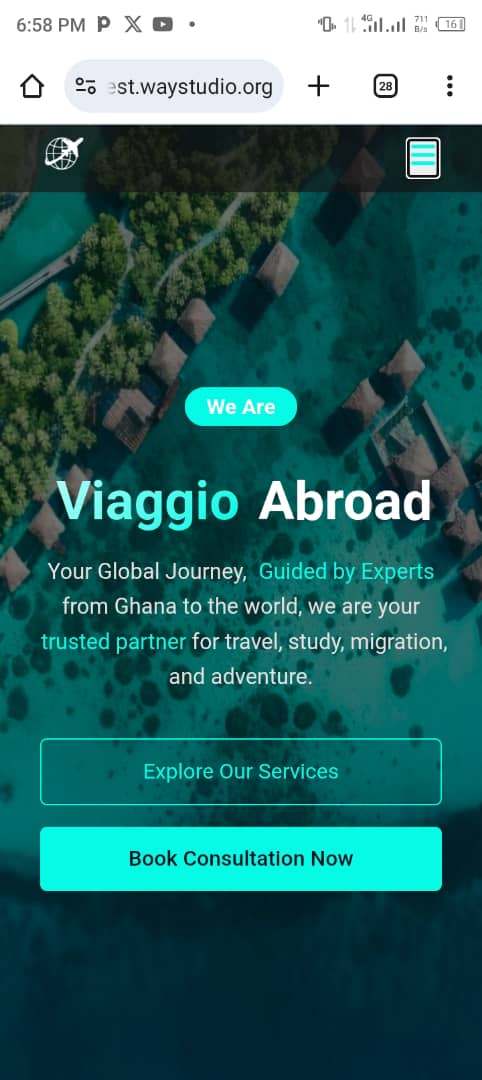 6:58 PM
4G
711
B/s
16
est.waystudio.org
28
We Are
Viaggio Abroad
Your Global Journey, Guided by Experts
from Ghana to the world, we are your
trusted partner for travel, study, migration,
and adventure.
Explore Our Services
Book Consultation Now